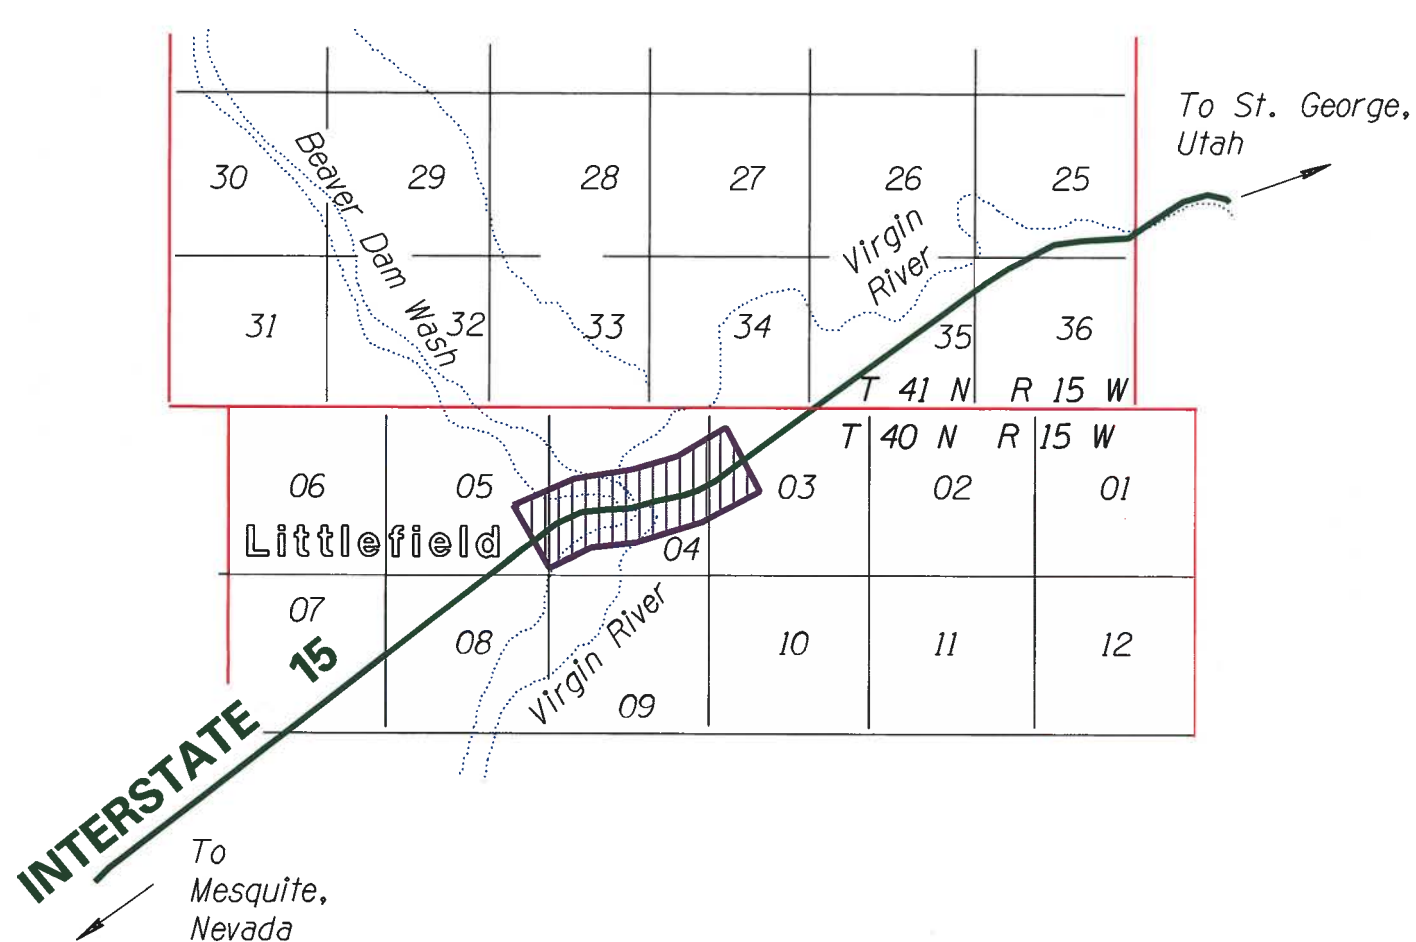 To St. George,
Utah
30 29 28 27 26 25
Beaver Dam Wash
Virgin
River
31 32 33 34 35 36
T 41 N R 15 W
T 40 N R 15 W
06 05 04 03 02 01
Littlefield
07 08 09 10 11 12
Virgin River
INTERSTATE 15
To
Mesquite,
Nevada